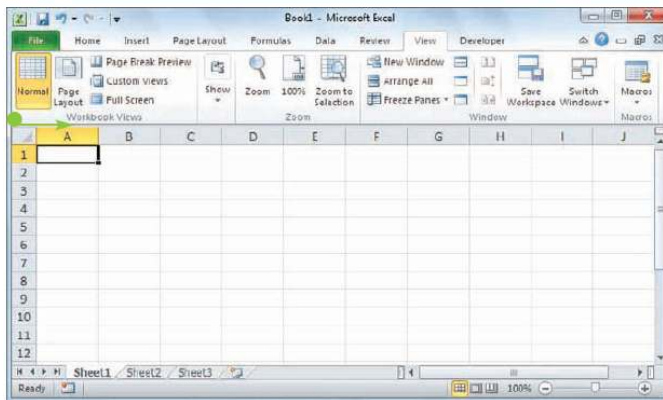 Book1 - Microsoft Excel
File Home Insert Page Layout Formulas Data Review View Developer
Normal
Page Layout
Page Break Preview
Custom Views
Full Screen
Workbook Views
Show
Zoom
100%
Zoom to Selection
Zoom
New Window
Arrange All
Freeze Panes
Save Workspace
Switch Windows
Window
Macros
Macros
A B C D E F G H I J
1
2
3
4
5
6
7
8
9
10
11
12
Sheet1 Sheet2 Sheet3
Ready 100%